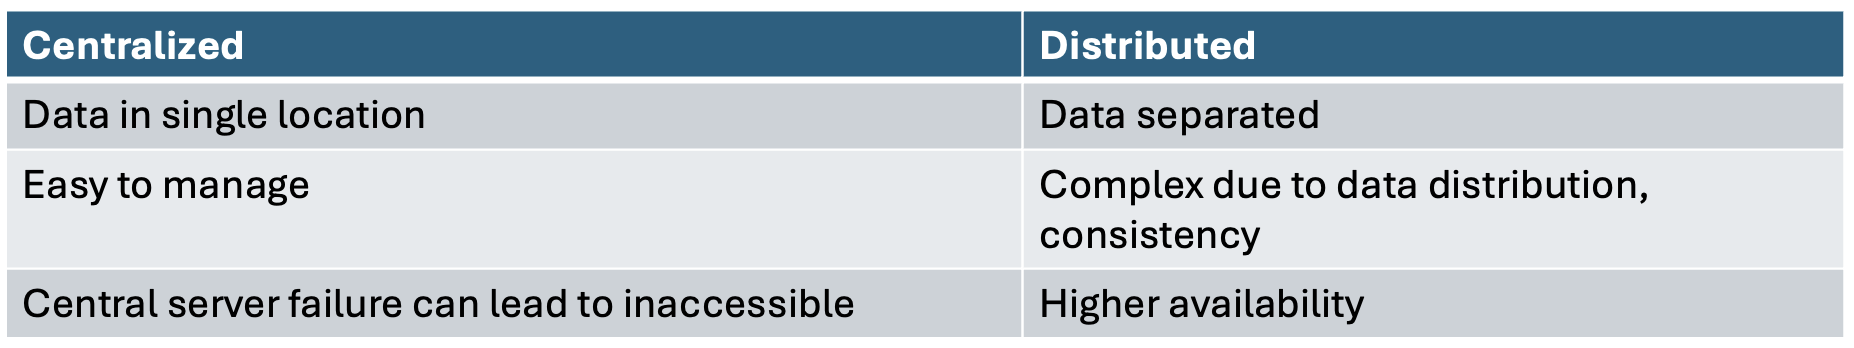 Centralized
Distributed
Data in single location
Data separated
Easy to manage
Complex due to data distribution,
consistency
Central server failure can lead to inaccessible
Higher availability